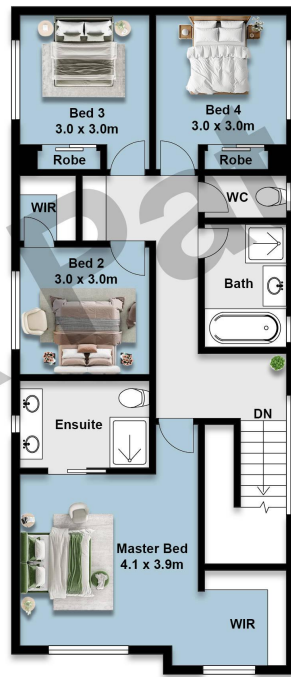 Bed 3
3.0 x 3.0m
Bed 4
3.0 x 3.0m
Robe
Robe
WIR
WC
Bed 2
3.0 x 3.0m
Bath
Ensuite
DN
Master Bed
4.1 x 3.9m
WIR